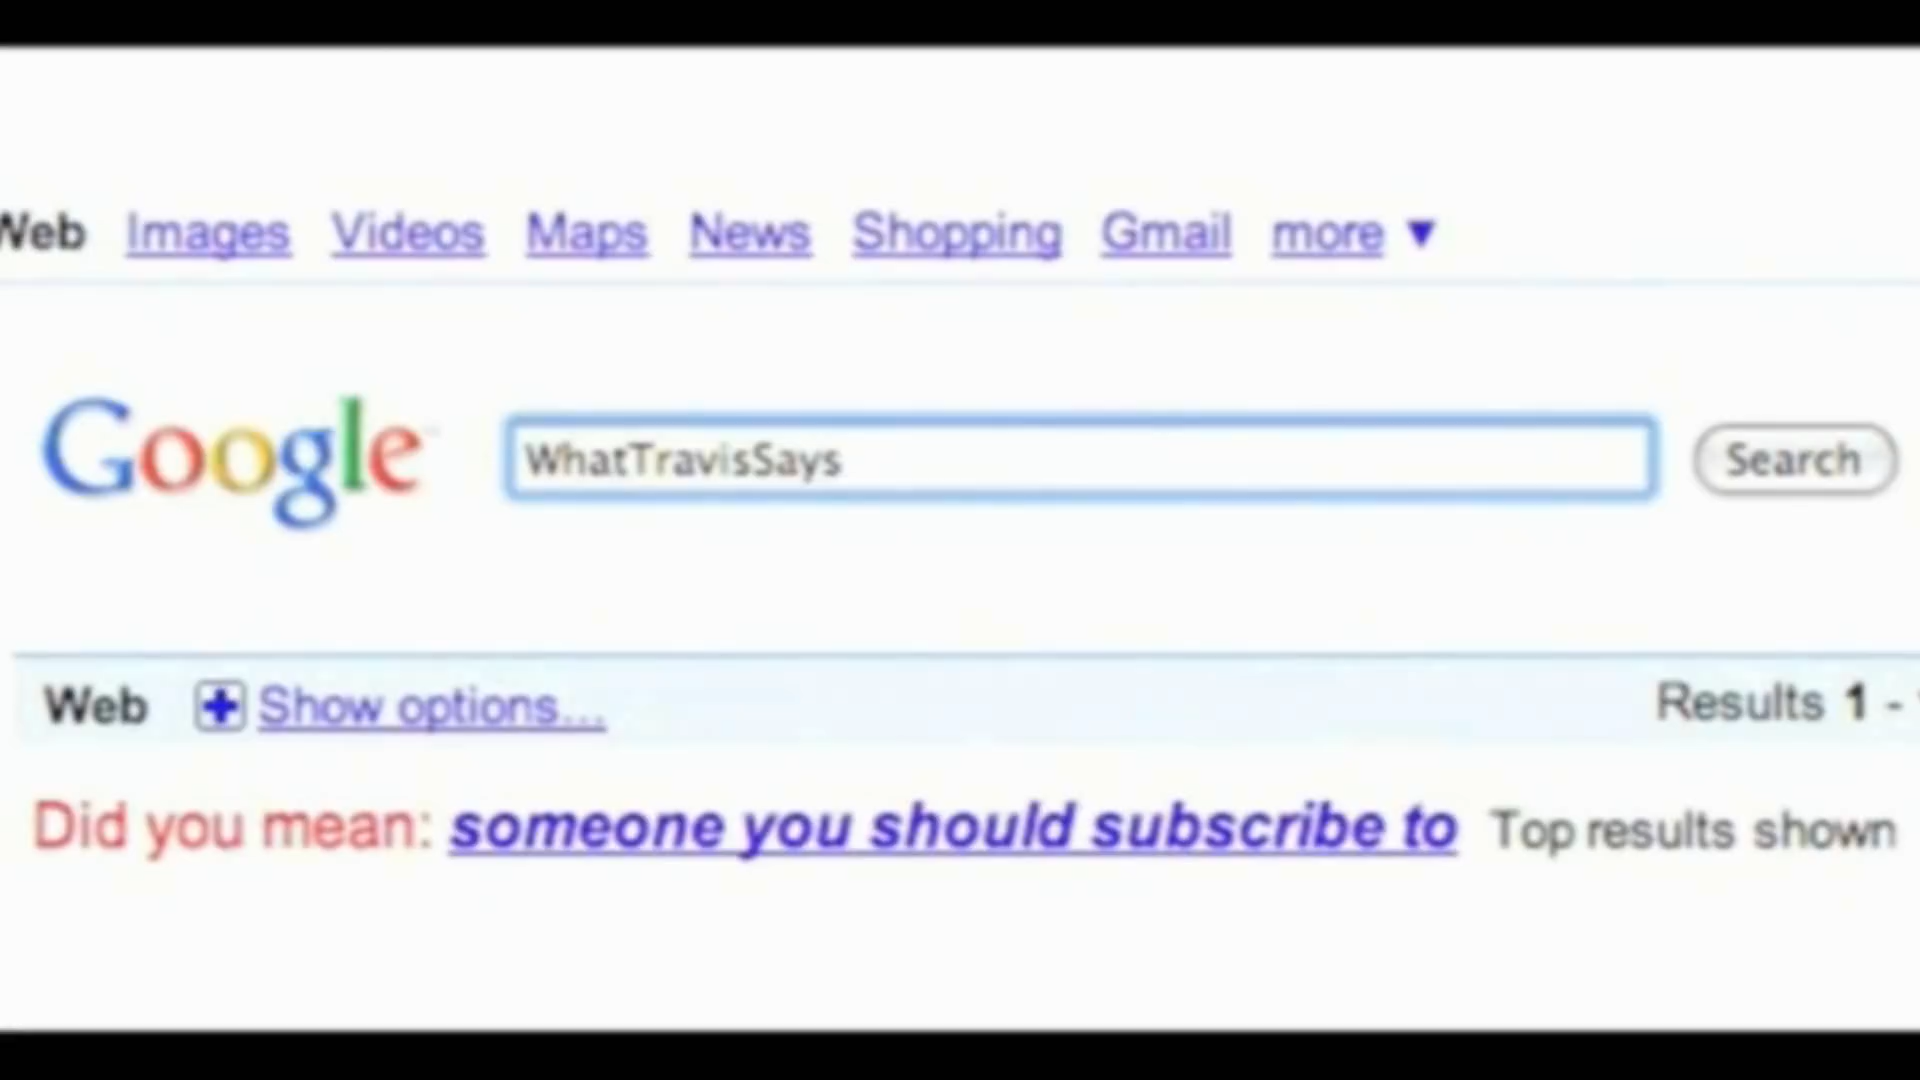 Web Images Videos Maps News Shopping Gmail more ▼
Google WhatTravisSays Search
Web Show options... Results 1 -
Did you mean: someone you should subscribe to Top results shown